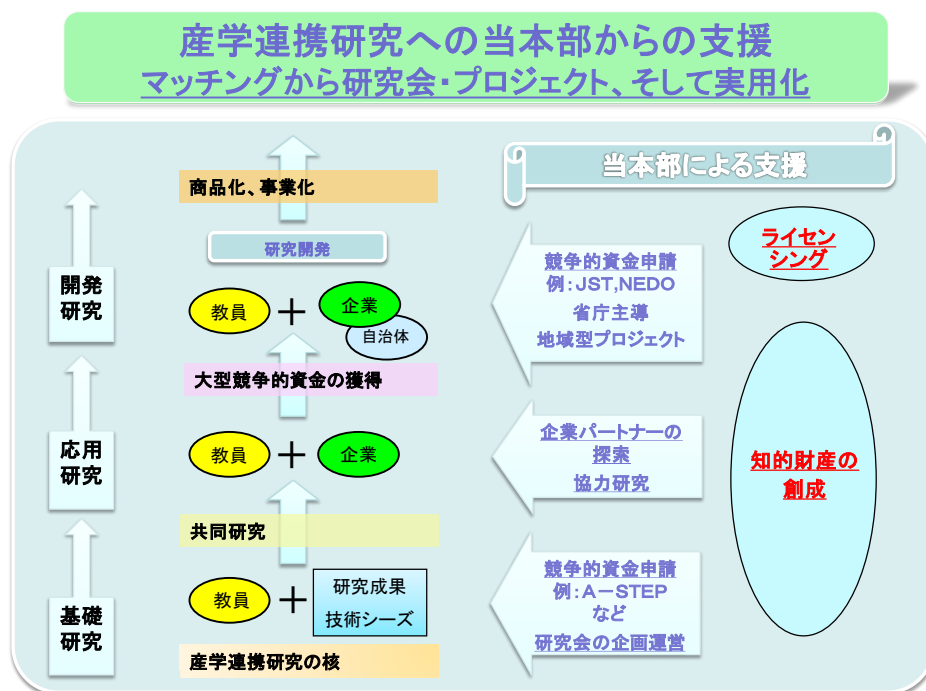 産学連携研究への当本部からの支援
マッチングから研究会・プロジェクト、そして実用化
当本部による支援
商品化、事業化
研究開発
開発
研究
教員
＋
企業
自治体
競争的資金申請
例：JST,NEDO
省庁主導
地域型プロジェクト
ライセン
シング
大型競争的資金の獲得
応用
研究
教員
＋
企業
企業パートナーの
探索
協力研究
知的財産の
創成
共同研究
基礎
研究
教員
＋
研究成果
技術シーズ
競争的資金申請
例：A－STEP
など
研究会の企画運営
産学連携研究の核